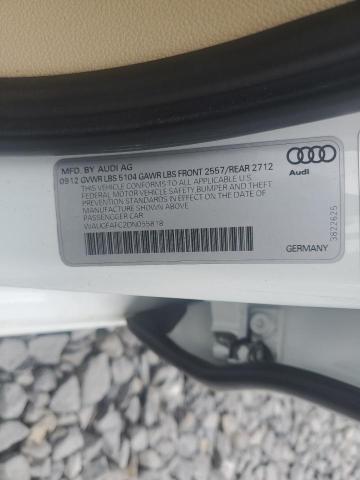 MFD. BY AUDI AG
09 12 GVWR LBS 5104 GAWR LBS FRONT 2557/REAR 2712
THIS VEHICLE CONFORMS TO ALL APPLICABLE U.S.
FEDERAL MOTOR VEHICLE SAFETY,BUMPER AND THEFT
PREVENTION STANDARDS IN EFFECT ON THE DATE OF
MANUFACTURE SHOWN ABOVE.
PASSENGGER CAR
WAUGFAFC2DN055818
Audi
GERMANY
3822625